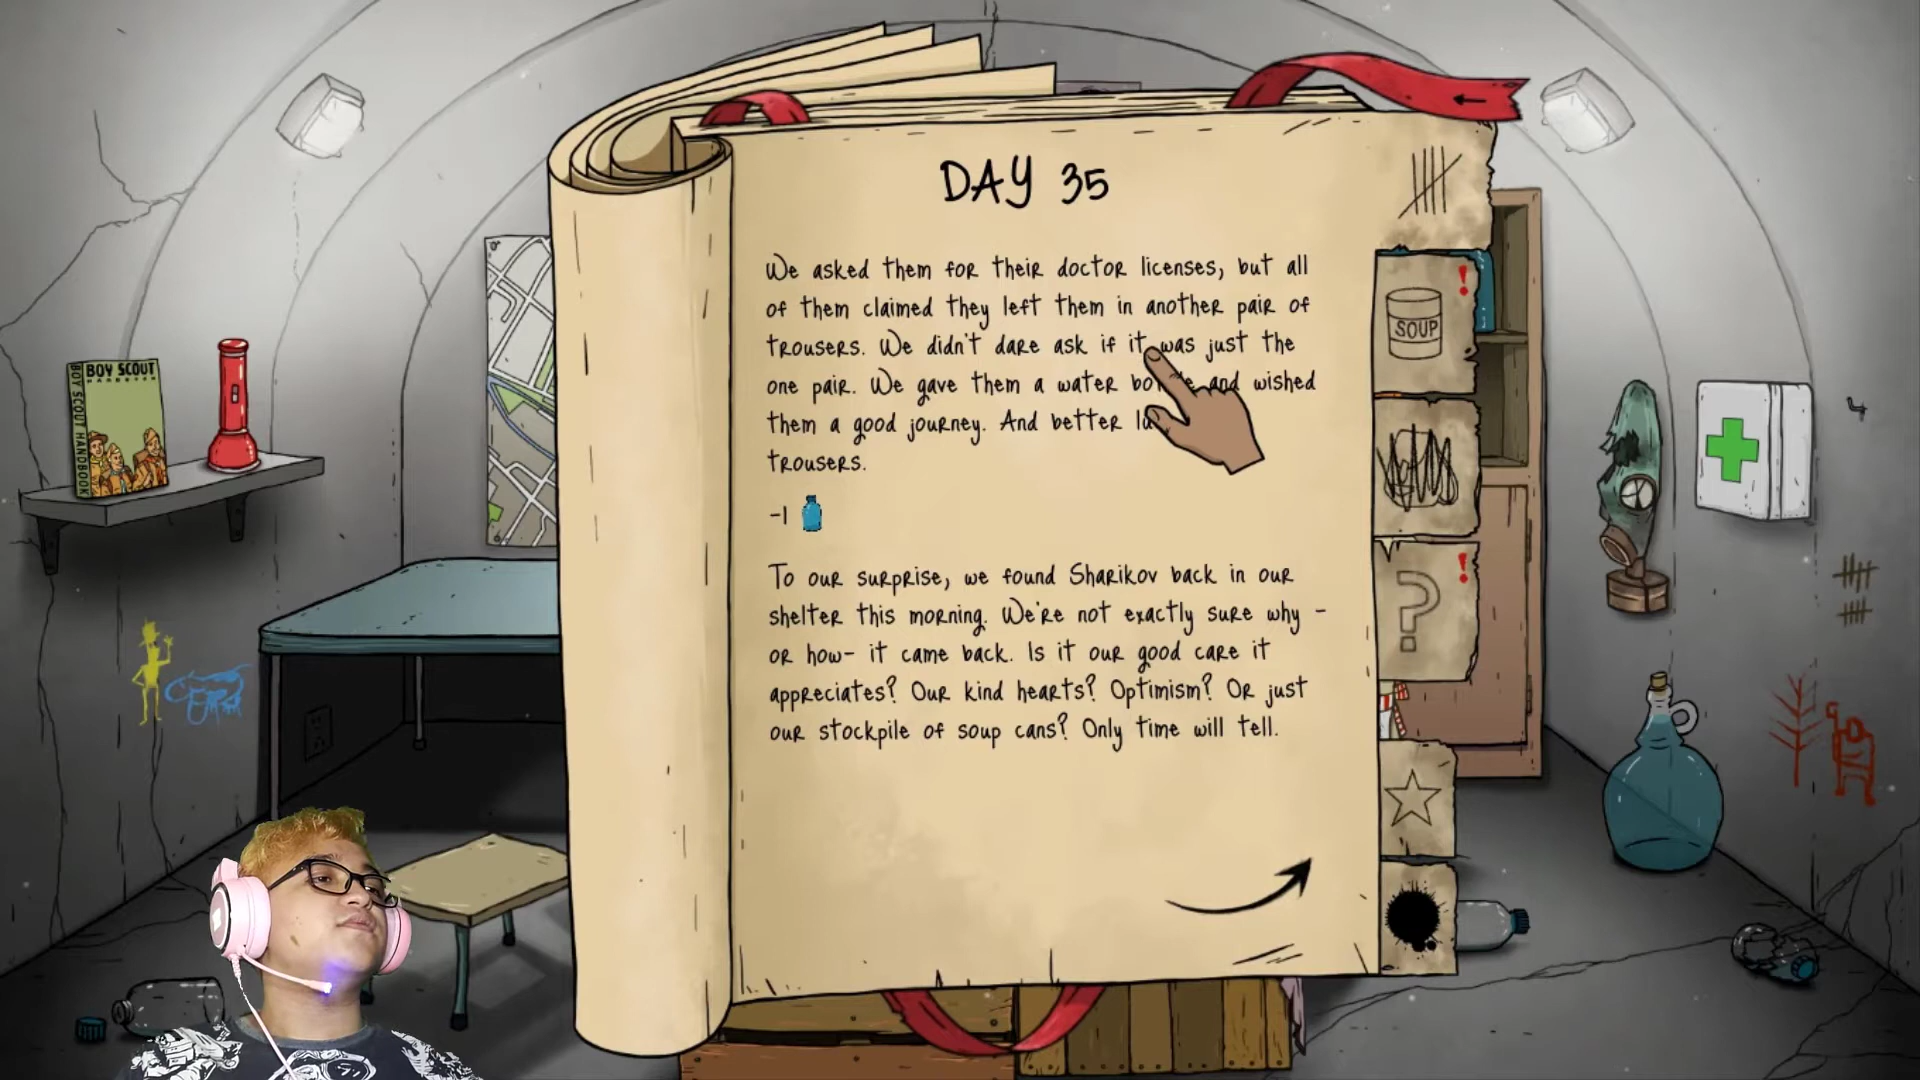 DAY 35
We asked them for their doctor licenses, but all
of them claimed they left them in another pair of
trousers. We didn't dare ask if it was just the
one pair. We gave them a water and wished
them a good journey. And better
trousers.
-1
To our surprise, we found Sharikov back in our
shelter this morning. We're not exactly sure why -
or how- it came back. Is it our good care it
appreciates? Our kind hearts? Optimism? Or just
our stockpile of soup cans? Only time will tell.
!
SOUP
!
?
BOY SCOUT
HANDBOOK
BOY SCOUT HANDBOOK